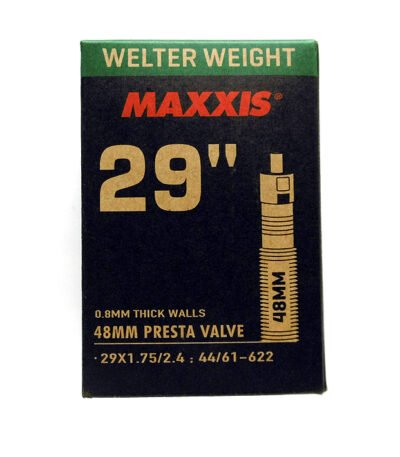 WELTER WEIGHT
MAXXIS®
29"
48MM
0.8MM THICK WALLS
48MM PRESTA VALVE
·29X1.75/2.4 : 44/61-622